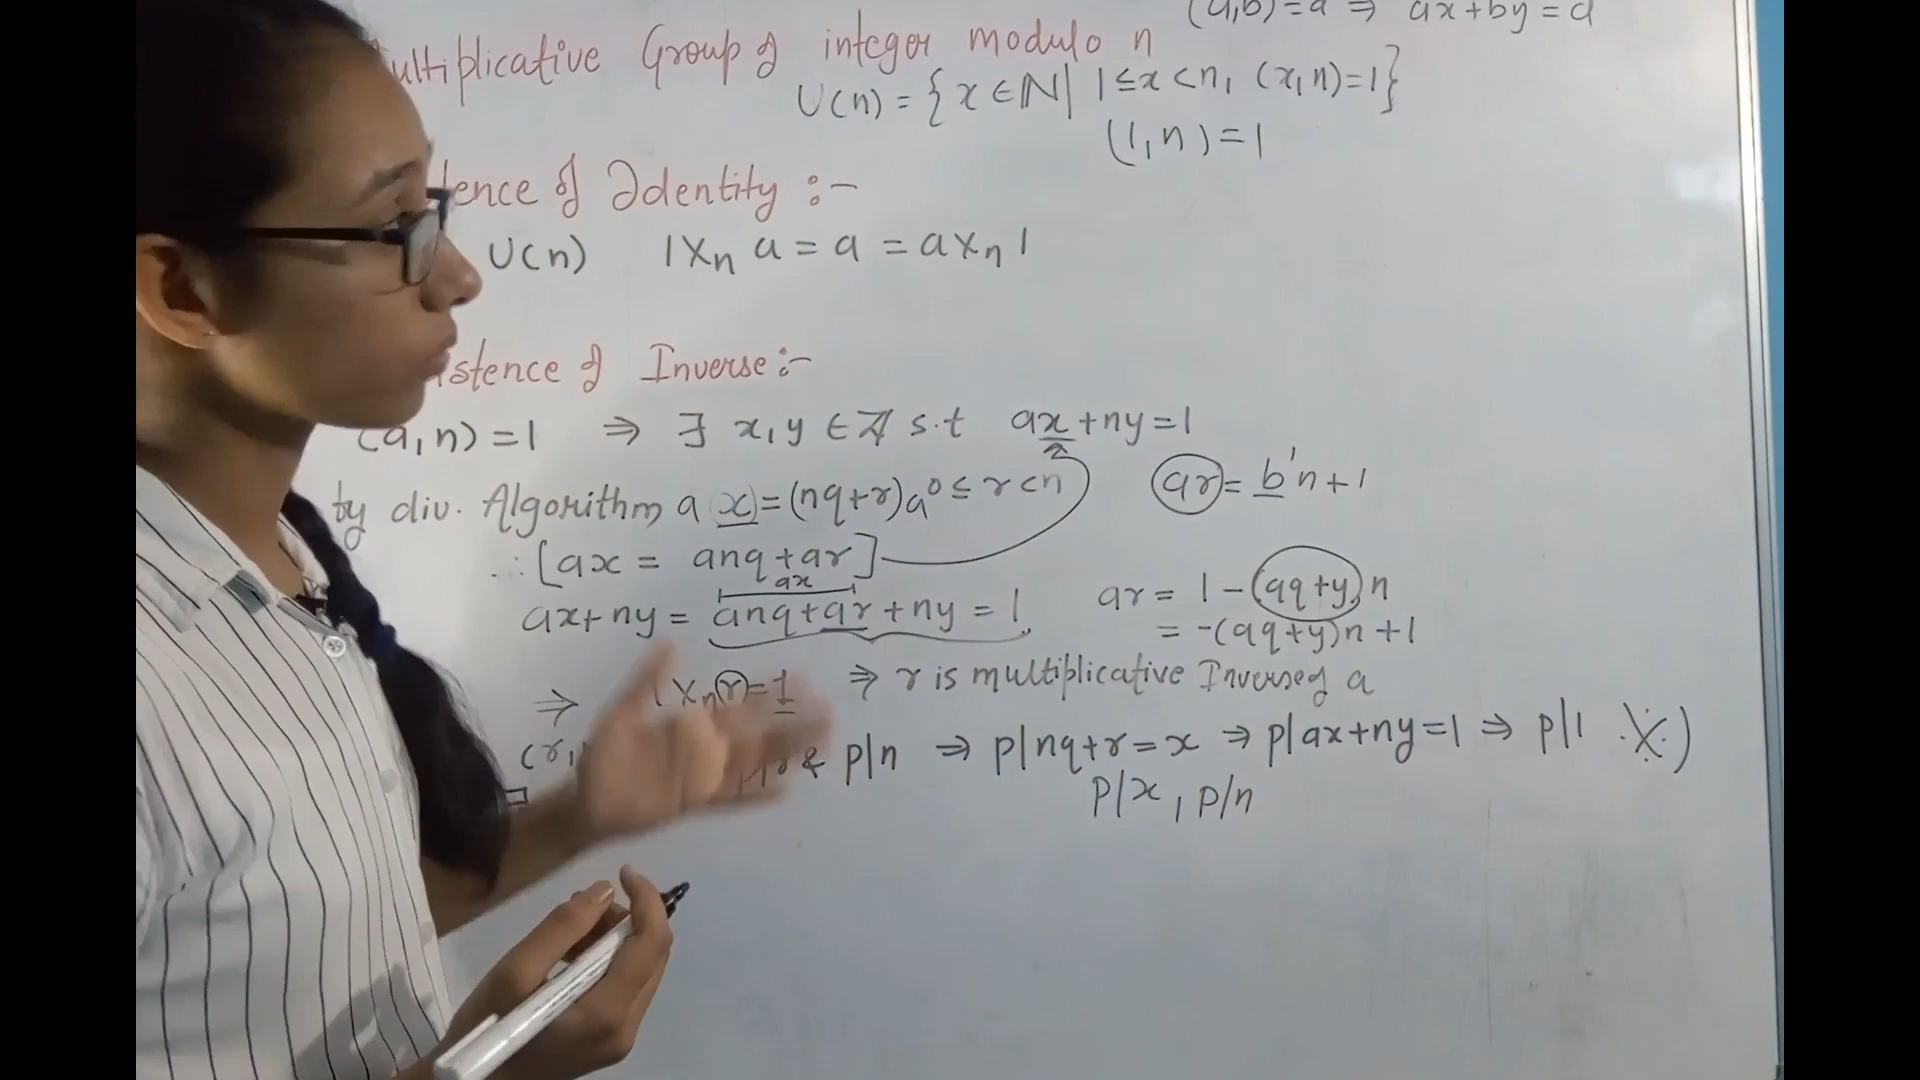 (a,b)=d ⇒ ax+by=d
ultiplicative Group of integer modulo n
U(n) = {x ∈ ℕ| 1≤x<n, (x,n)=1}
(1,n)=1
tence of Identity :-
U(n) 1×ₙ a = a = a×ₙ 1
istence of Inverse :-
(a,n)=1 ⇒ ∃ x,y ∈ ℤ s.t ax+ny=1
by div. Algorithm a(x)=(nq+r)a 0≤r<n
ar = b'n+1
∴ [ax = anq+ar]
ax
ax+ny = anq+ar+ny = 1
ar = 1-(aq+y)n
= -(aq+y)n+1
⇒ ×ₙ r = 1 ⇒ r is multiplicative Inverse of a
(r, & p|n ⇒ p|nq+r=x ⇒ p|ax+ny=1 ⇒ p|1
p|x, p|n